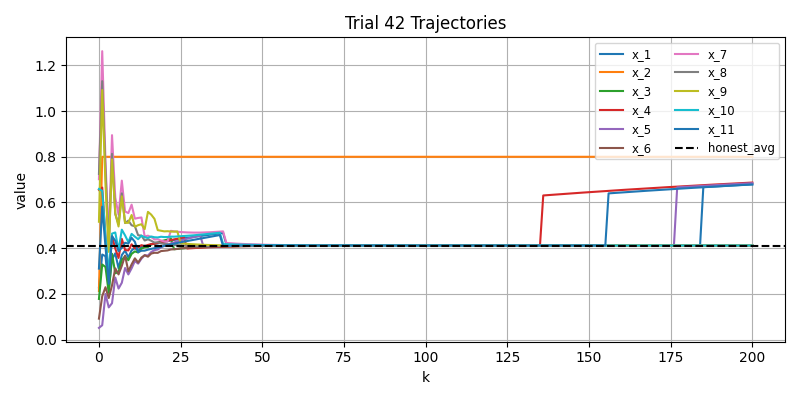 Trial 42 Trajectories
value
1.2
1.0
0.8
0.6
0.4
0.2
0.0
x_1
x_2
x_3
x_4
x_5
x_6
x_7
x_8
x_9
x_10
x_11
honest_avg
0 25 50 75 100 125 150 175 200
k